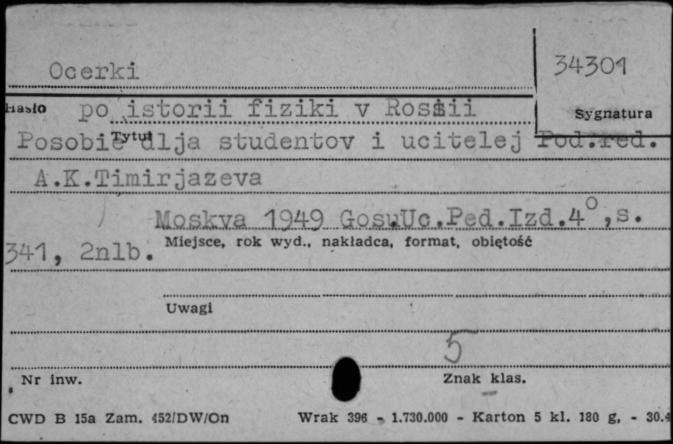 Ocerki
34301
Hasło po istorii fiziki v Rossii
Sygnatura
Tytuł
Posobie dlja studentov i ucitelej Pod.red.
A.K.Timirjazeva
Moskva 1949 Gosu.Uc.Ped.Izd.4°,s.
Miejsce, rok wyd., nakładca, format, objętość
341, 2nlb.
Uwagi
5
Nr inw.
Znak klas.
CWD B 15a Zam. 452/DW/On Wrak 396 - 1.730.000 - Karton 5 kl. 180 g, - 30.4